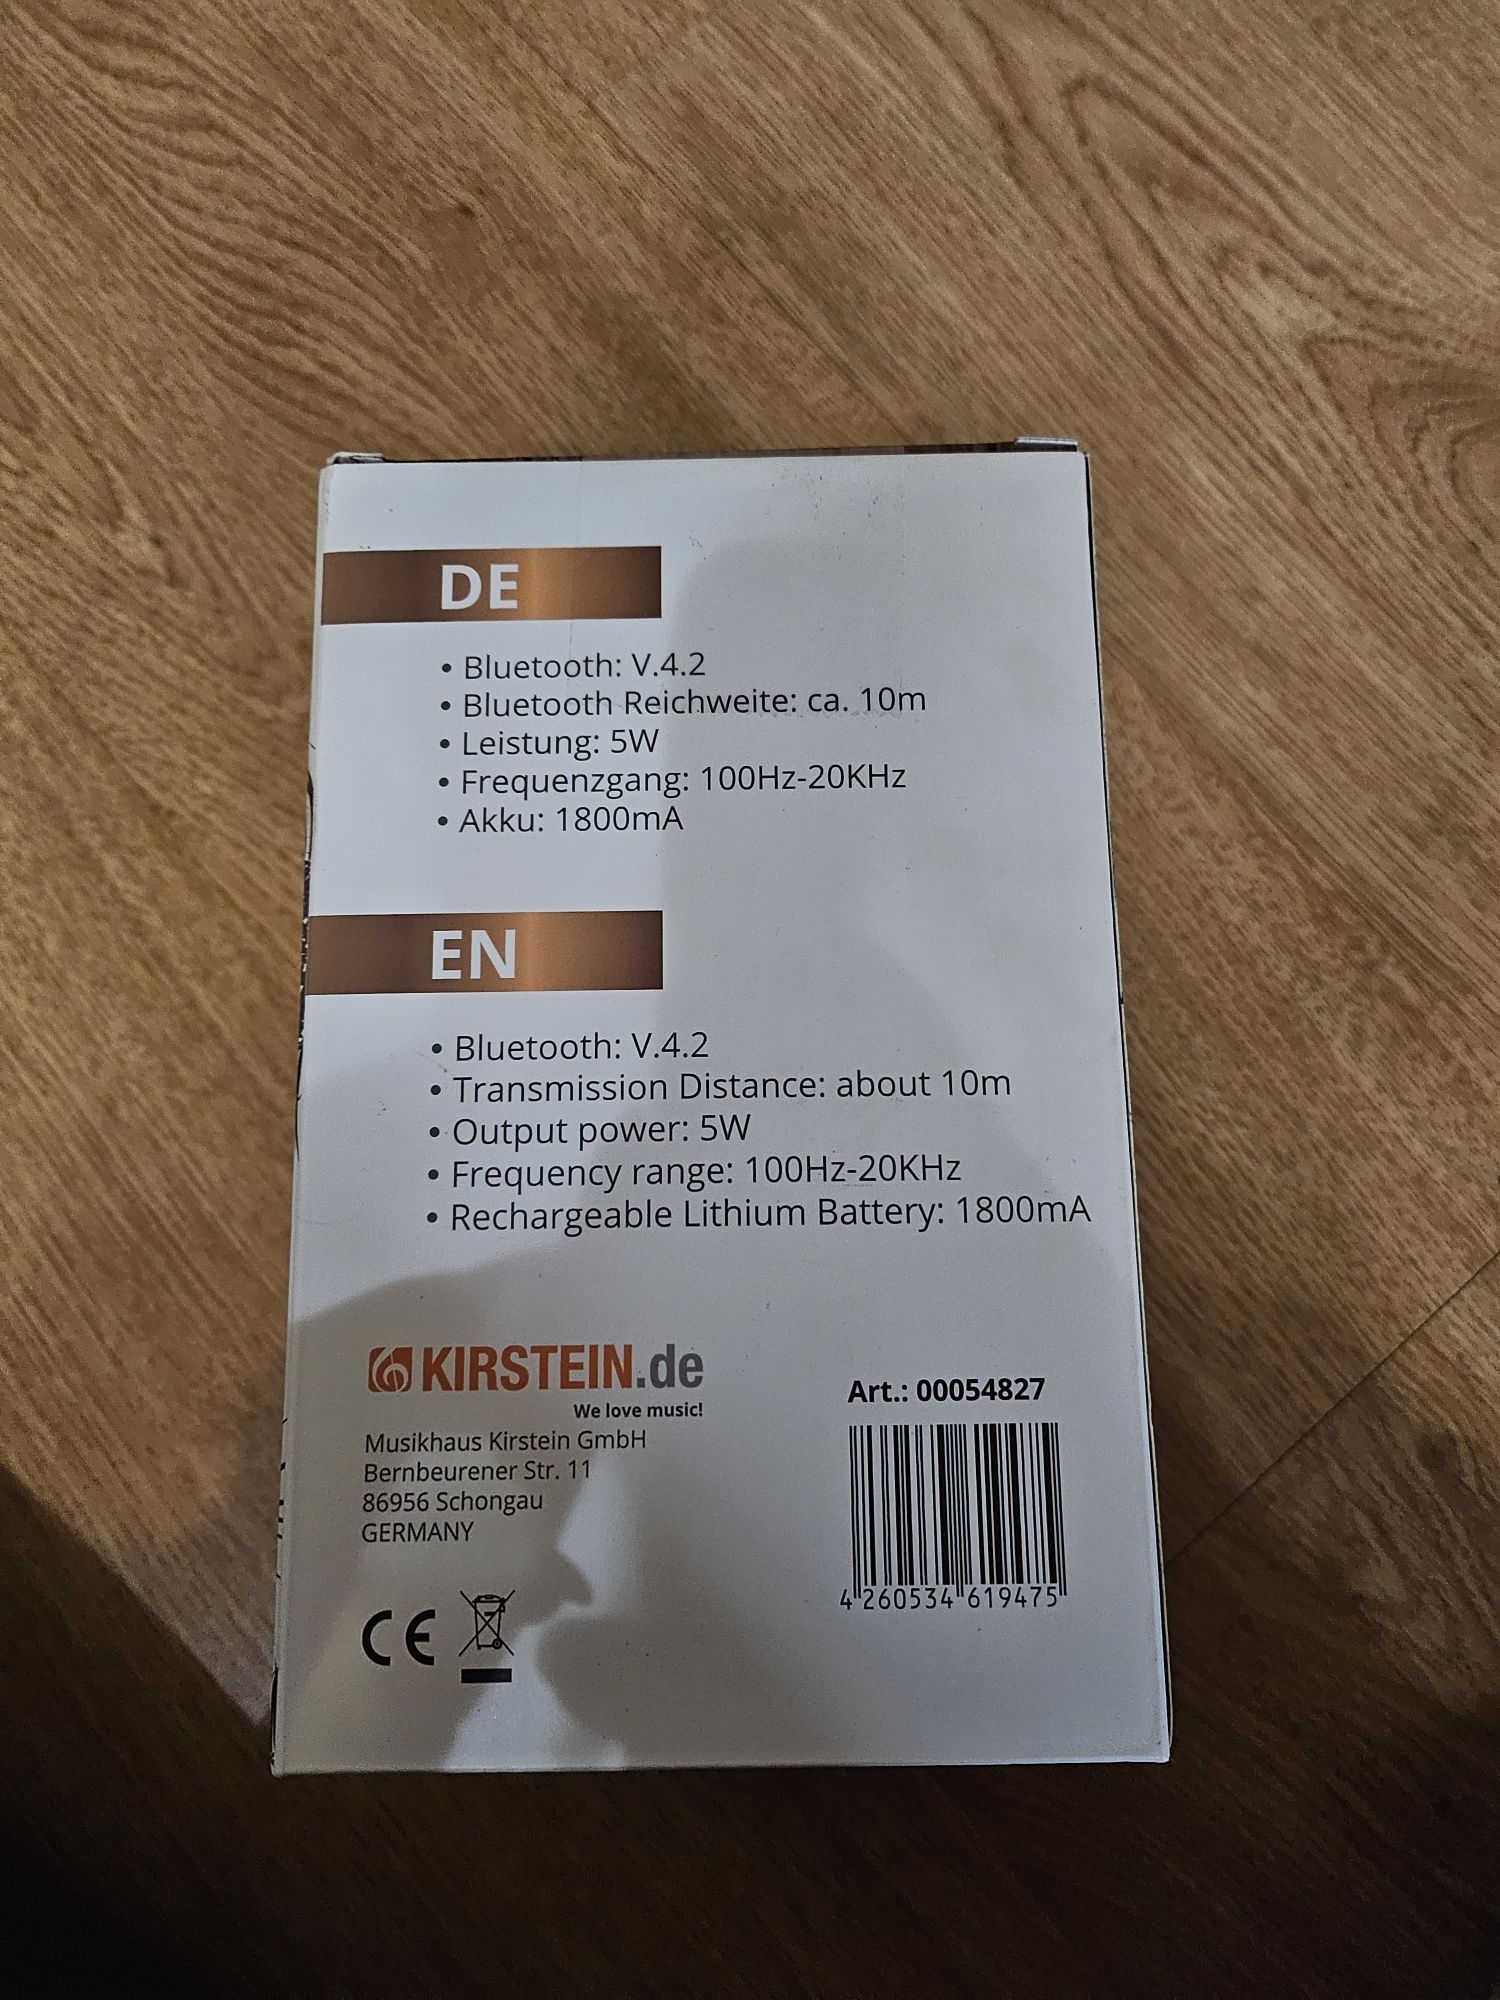 DE
• Bluetooth: V.4.2
• Bluetooth Reichweite: ca. 10m
• Leistung: 5W
• Frequenzgang: 100Hz-20KHz
• Akku: 1800mA
EN
• Bluetooth: V.4.2
• Transmission Distance: about 10m
• Output power: 5W
• Frequency range: 100Hz-20KHz
• Rechargeable Lithium Battery: 1800mA
KIRSTEIN.de
We love music!
Musikhaus Kirstein GmbH
Bernbeurener Str. 11
86956 Schongau
GERMANY
CE
Art.: 00054827
4 260534 619475